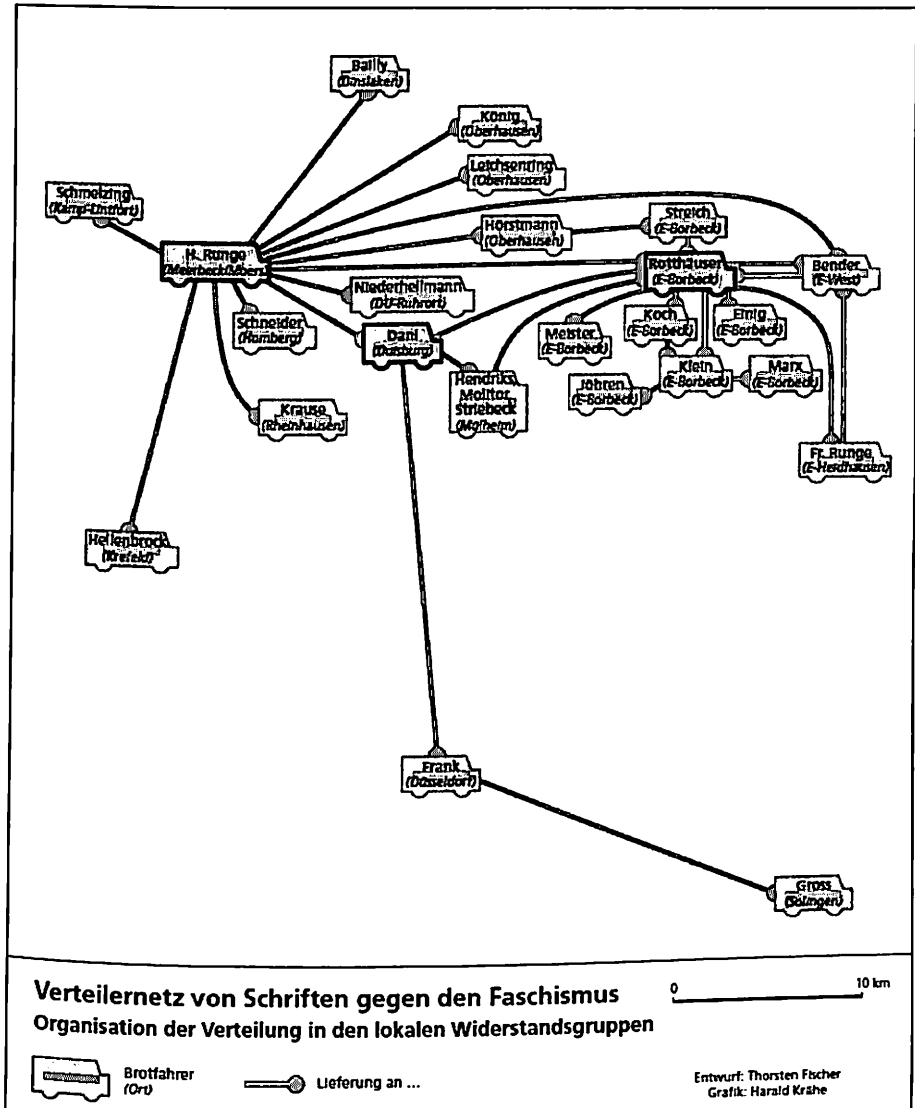 Bailly
(Dinslaken)
König
(Oberhausen)
Leichsenring
(Oberhausen)
Schmelzing
(Kamp-Lintfort)
Horstmann
(Oberhausen)
Streich
(E-Borbeck)
H. Runge
(Meerbeck/Moers)
Rotthäuser
(E-Borbeck)
Bender
(E-West)
Niederhellmann
(DU-Ruhrort)
Schneider
(Homberg)
Dani
(Duisburg)
Meister
(E-Borbeck)
Koch
(E-Borbeck)
Einig
(E-Borbeck)
Hendriks
Molitor
Striebeck
(Mülheim)
Jöhren
(E-Borbeck)
Klein
(E-Borbeck)
Marx
(E-Borbeck)
Krause
(Rheinhausen)
Fr. Runge
(E-Heidhausen)
Hellenbrock
(Krefeld)
Frank
(Düsseldorf)
Gross
(Solingen)
Verteilernetz von Schriften gegen den Faschismus
0 10 km
Organisation der Verteilung in den lokalen Widerstandsgruppen
Brotfahrer
(Ort)
Lieferung an ...
Entwurf: Thorsten Fischer
Grafik: Harald Krähe